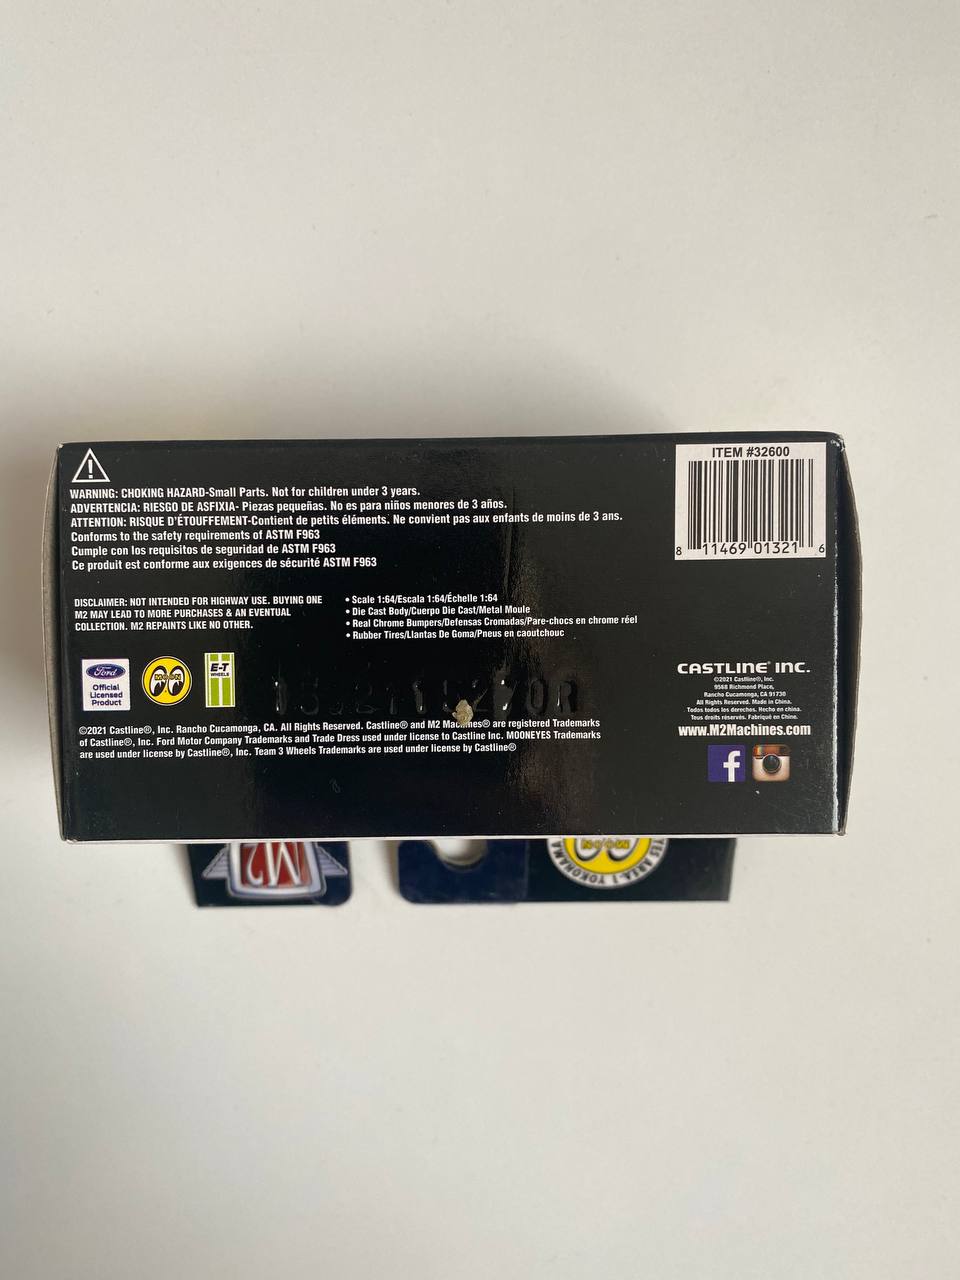 WARNING: CHOKING HAZARD-Small Parts. Not for children under 3 years.
ADVERTENCIA: RIESGO DE ASFIXIA- Piezas pequeñas. No es para niños menores de 3 años.
ATTENTION: RISQUE D'ÉTOUFFEMENT-Contient de petits éléments. Ne convient pas aux enfants de moins de 3 ans.
Conforms to the safety requirements of ASTM F963
Cumple con los requisitos de seguridad de ASTM F963
Ce produit est conforme aux exigences de sécurité ASTM F963
ITEM #32600
8 11469 01321 6
DISCLAIMER: NOT INTENDED FOR HIGHWAY USE. BUYING ONE
M2 MAY LEAD TO MORE PURCHASES & AN EVENTUAL
COLLECTION. M2 REPAINTS LIKE NO OTHER.
• Scale 1:64/Escala 1:64/Échelle 1:64
• Die Cast Body/Cuerpo Die Cast/Metal Moule
• Real Chrome Bumpers/Defensas Cromadas/Pare-chocs en chrome réel
• Rubber Tires/Llantas De Goma/Pneus en caoutchouc
Ford
Official
Licensed
Product
MOON
E-T
WHEELS
©2021 Castline®, Inc. Rancho Cucamonga, CA. All Rights Reserved. Castline® and M2 Machines® are registered Trademarks
of Castline®, Inc. Ford Motor Company Trademarks and Trade Dress used under license to Castline Inc. MOONEYES Trademarks
are used under license by Castline®, Inc. Team 3 Wheels Trademarks are used under license by Castline®
CASTLINE® INC.
©2021 Castline®, Inc.
9568 Richmond Place,
Rancho Cucamonga, CA 91730
All Rights Reserved. Made in China.
Todos todos los derechos. Hecho en china.
Tous droits réservés. Fabriqué en Chine.
www.M2Machines.com
f
M2
MOON
YES AREA-1 YOKOHAMA